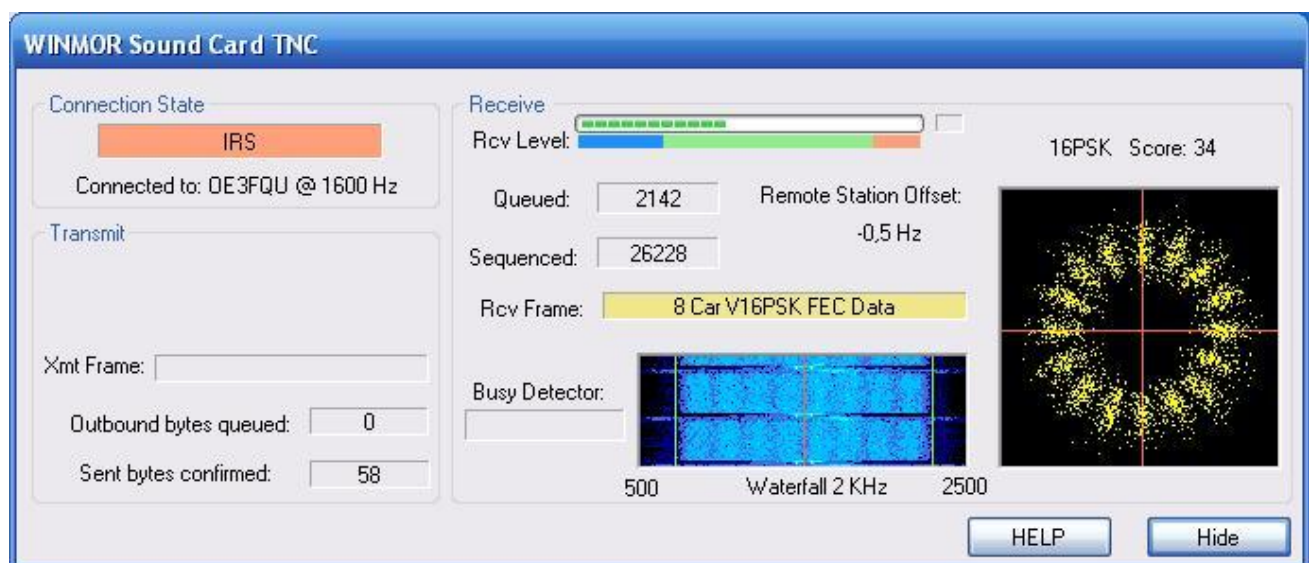 WINMOR Sound Card TNC
Connection State
IRS
Connected to: OE3FQU @ 1600 Hz
Transmit
Xmt Frame:
Outbound bytes queued: 0
Sent bytes confirmed: 58
Receive
Rcv Level:
Queued: 2142
Remote Station Offset:
-0,5 Hz
Sequenced: 26228
Rcv Frame: 8 Car V16PSK FEC Data
Busy Detector:
500 Waterfall 2 KHz 2500
16PSK Score: 34
HELP Hide